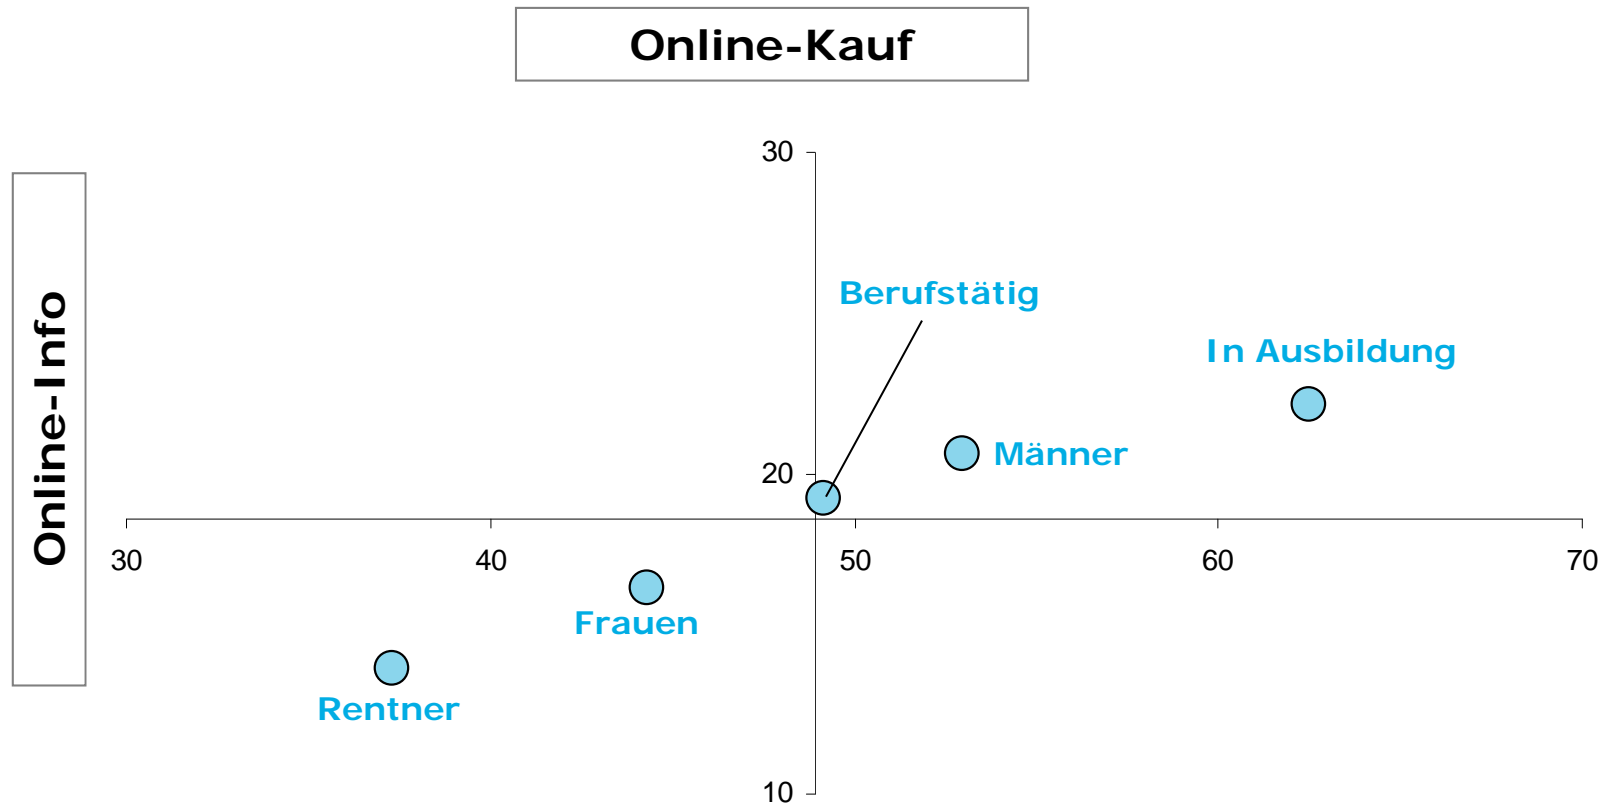 Online-Kauf
Online-Info
30
Berufstätig
In Ausbildung
Männer
20
30
40
50
60
70
Frauen
Rentner
10